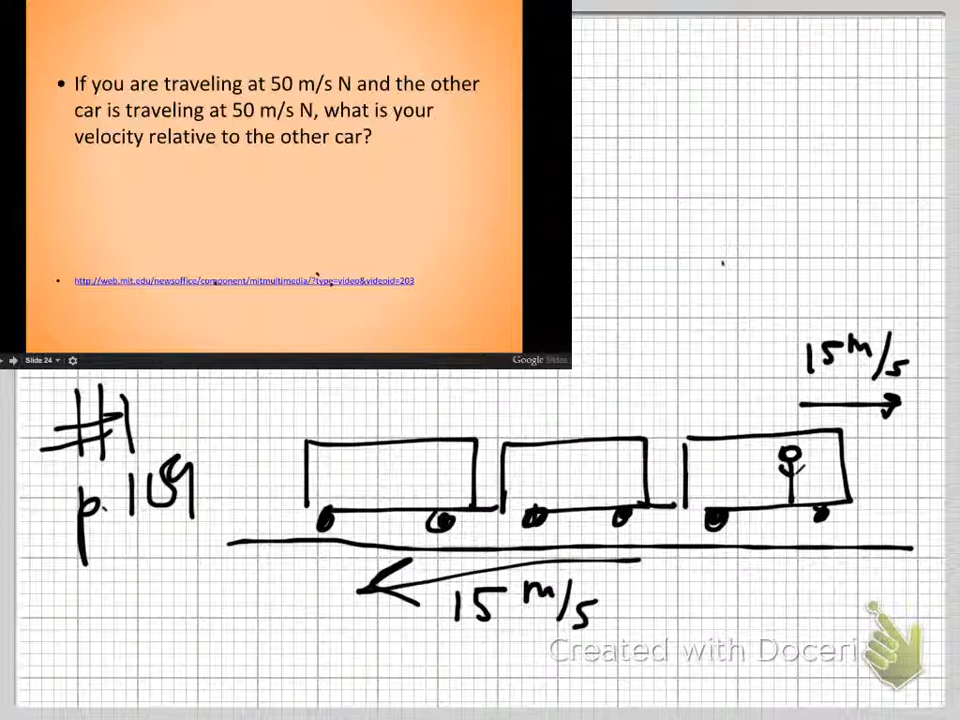 • If you are traveling at 50 m/s N and the other
car is traveling at 50 m/s N, what is your
velocity relative to the other car?
• http://web.mit.edu/newsoffice/component/mitmultimedia/?type=video&videoid=203
Slide 24
Google Slides
15 m/s
#1
p. 109
15 m/s
Created with Doceri